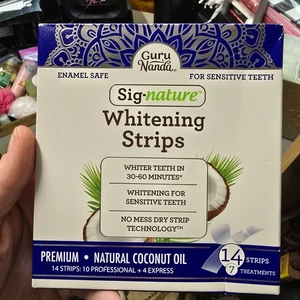 Guru
Nanda
ENAMEL SAFE
FOR SENSITIVE TEETH
Sig-nature™
Whitening
Strips
WHITER TEETH IN
30-60 MINUTES*
WHITENING FOR
SENSITIVE TEETH
NO MESS DRY STRIP
TECHNOLOGY™
PREMIUM • NATURAL COCONUT OIL
14 STRIPS: 10 PROFESSIONAL + 4 EXPRESS
14 STRIPS
7 TREATMENTS